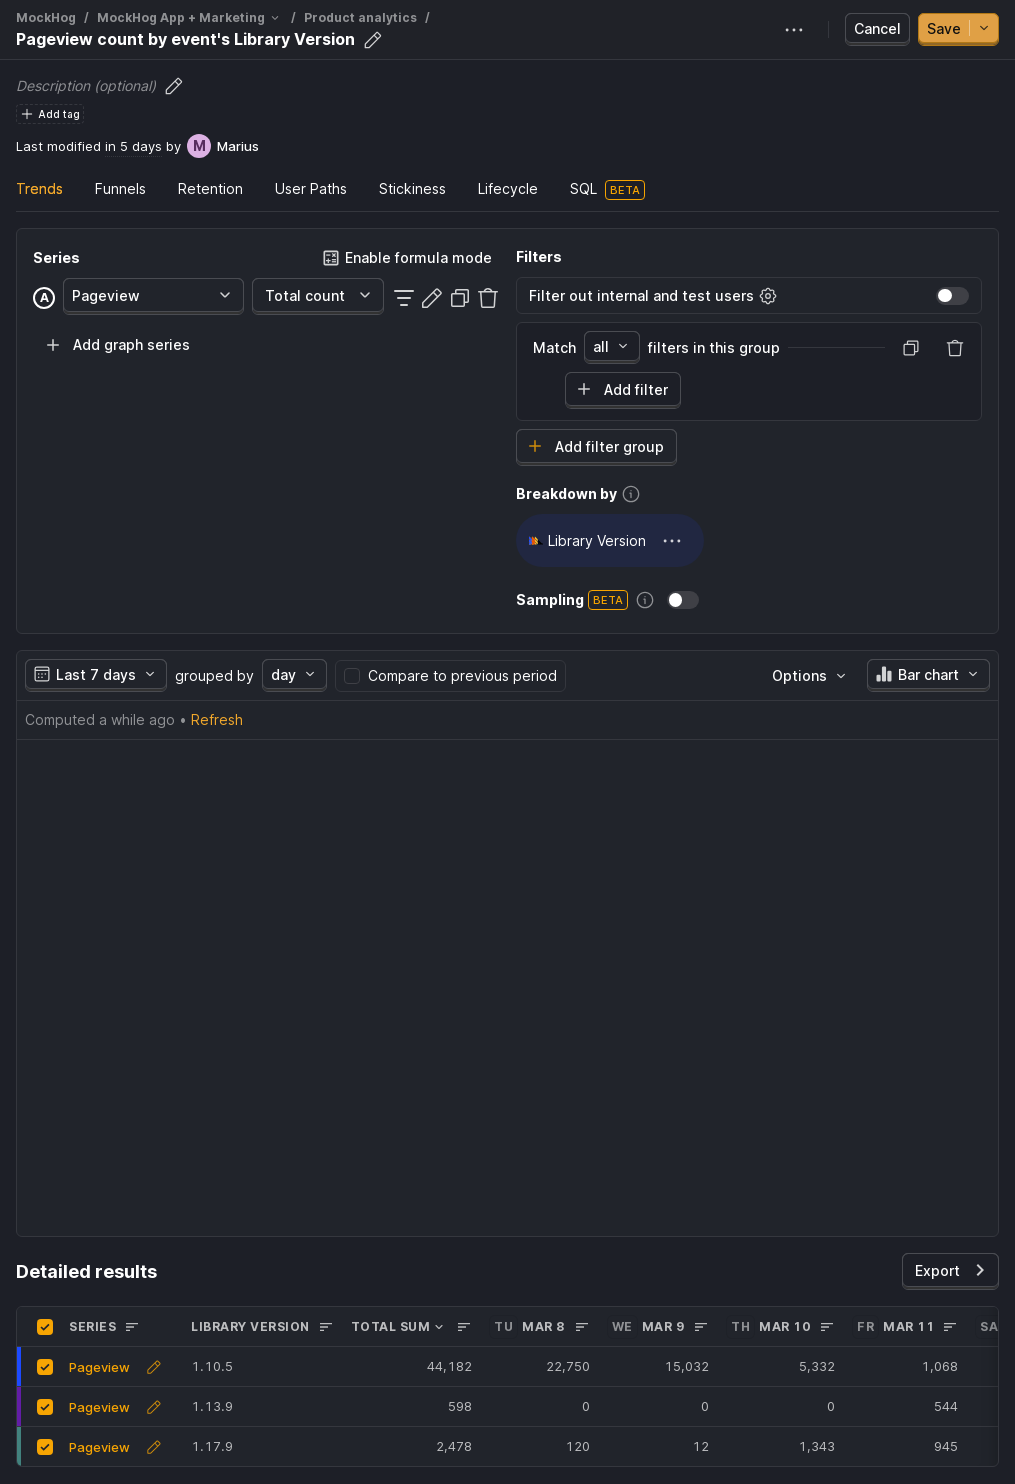 MockHog / MockHog App + Marketing / Product analytics /
Pageview count by event's Library Version
Cancel
Save
Description (optional)
Add tag
Last modified in 5 days by M Marius
Trends Funnels Retention User Paths Stickiness Lifecycle SQL BETA
Series
Enable formula mode
A Pageview Total count
Add graph series
Filters
Filter out internal and test users
Match all filters in this group
Add filter
Add filter group
Breakdown by
Library Version
Sampling BETA
Last 7 days grouped by day Compare to previous period Options Bar chart
Computed a while ago • Refresh
Detailed results
Export
SERIES LIBRARY VERSION TOTAL SUM TU MAR 8 WE MAR 9 TH MAR 10 FR MAR 11 SA
Pageview 1.10.5 44,182 22,750 15,032 5,332 1,068
Pageview 1.13.9 598 0 0 0 544
Pageview 1.17.9 2,478 120 12 1,343 945